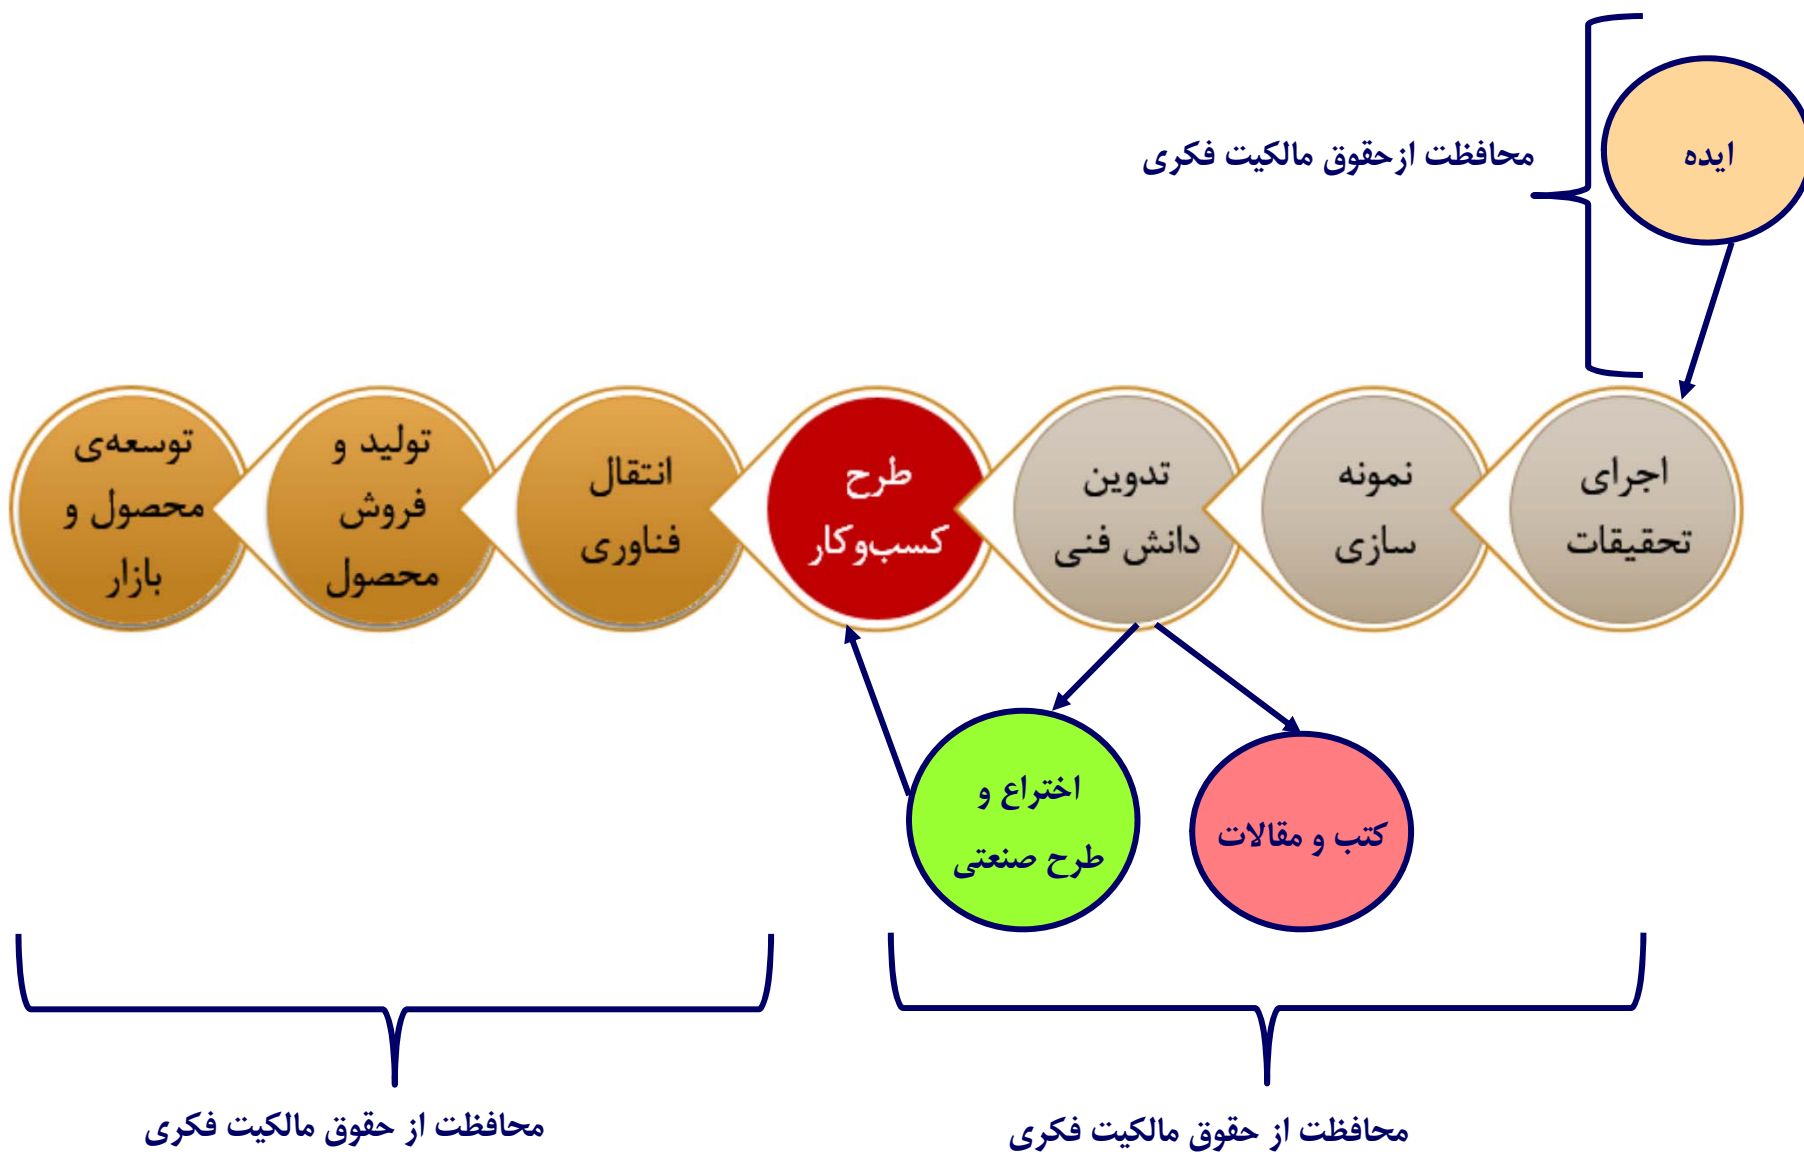 ایده
محافظت ازحقوق مالکیت فکری
اجرای
تحقیقات
نمونه
سازی
تدوین
دانش فنی
طرح
کسب‌وکار
انتقال
فناوری
تولید و
فروش
محصول
توسعه‌ی
محصول و
بازار
کتب و مقالات
اختراع و
طرح صنعتی
محافظت از حقوق مالکیت فکری
محافظت از حقوق مالکیت فکری